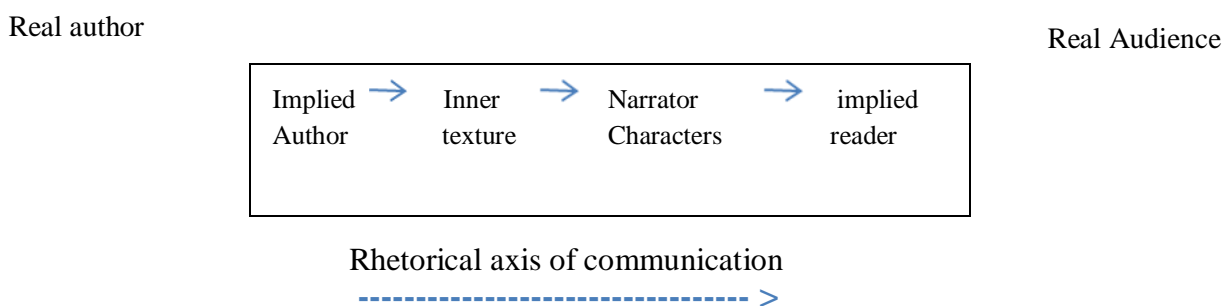 Real author
Real Audience
Implied → Inner → Narrator → implied
Author texture Characters reader
Rhetorical axis of communication
---------------------------------- >